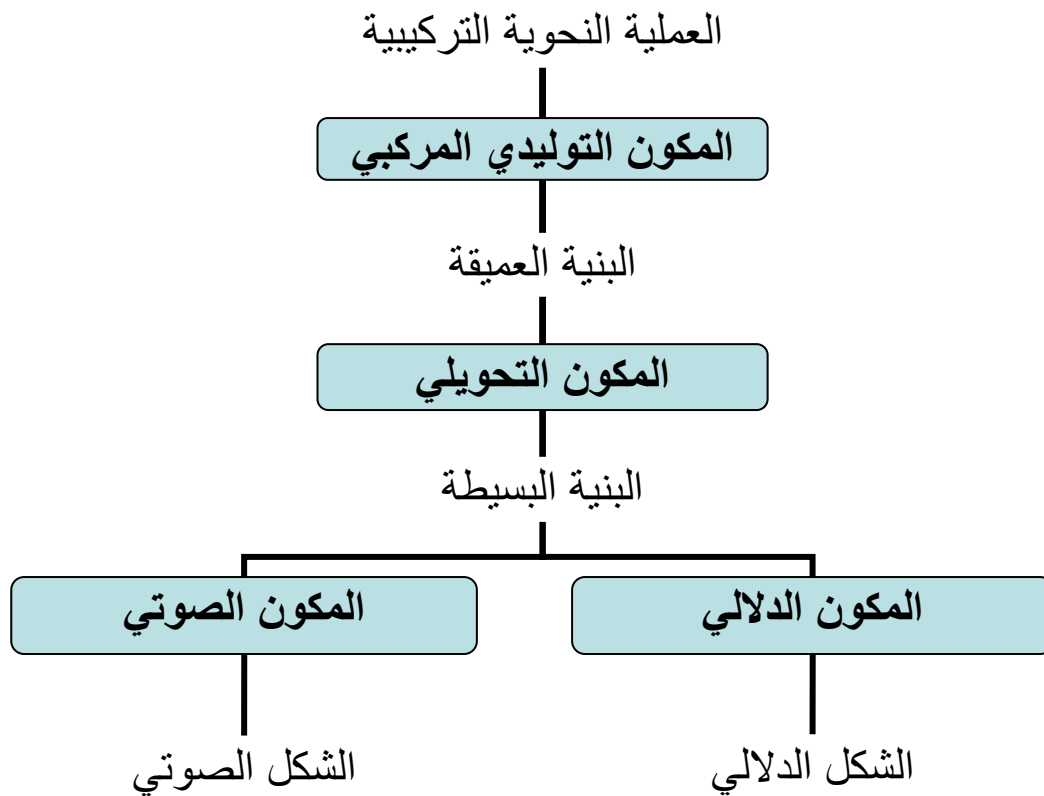 العملية النحوية التركيبية
المكون التوليدي المركبي
البنية العميقة
المكون التحويلي
البنية البسيطة
المكون الدلالي
المكون الصوتي
الشكل الدلالي
الشكل الصوتي